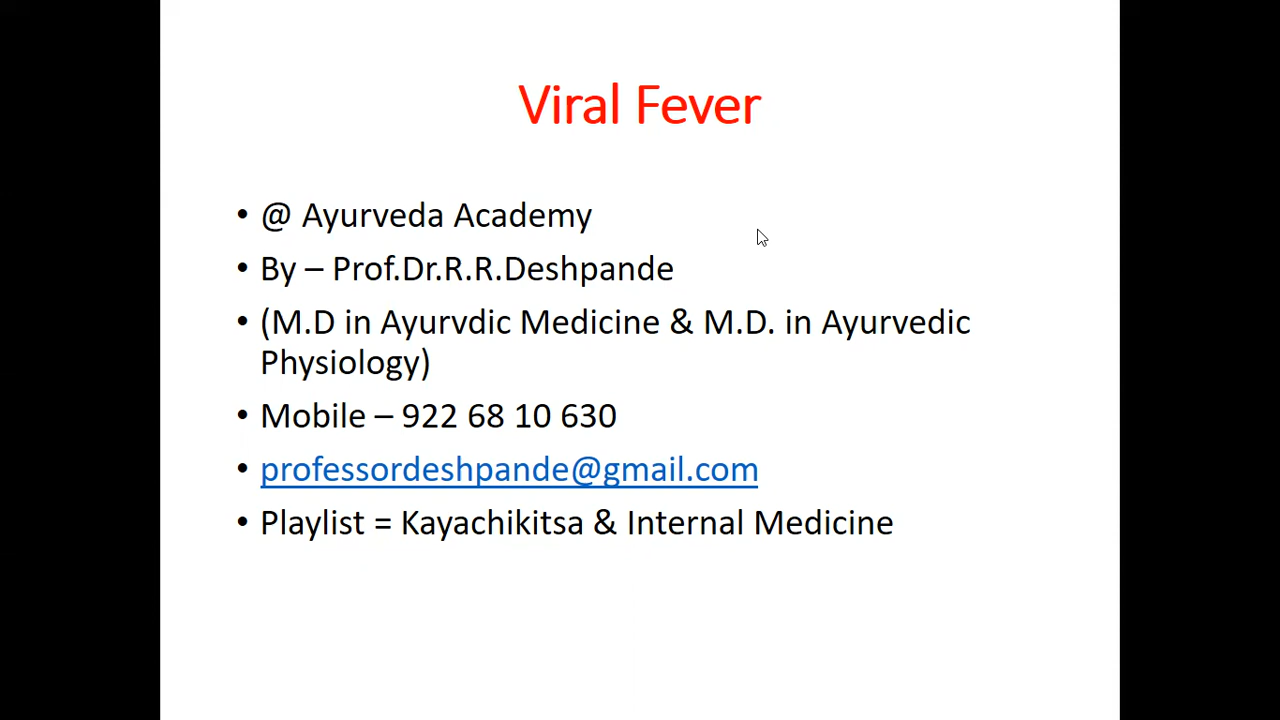 Viral Fever
• @ Ayurveda Academy
• By – Prof.Dr.R.R.Deshpande
• (M.D in Ayurvdic Medicine & M.D. in Ayurvedic
Physiology)
• Mobile – 922 68 10 630
• professordeshpande@gmail.com
• Playlist = Kayachikitsa & Internal Medicine